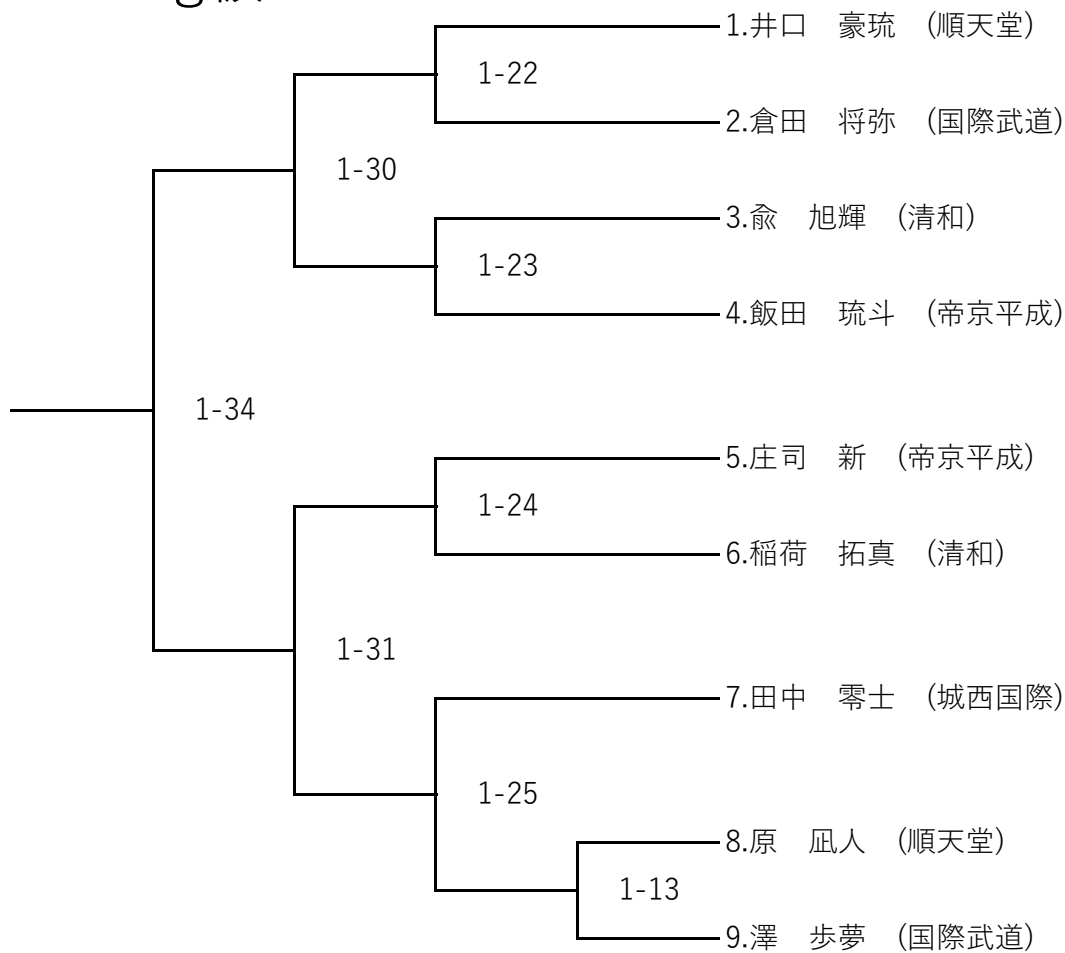 1.井口　豪琉　(順天堂)
1-22
2.倉田　将弥　(国際武道)
1-30
3.兪　旭輝　(清和)
1-23
4.飯田　琉斗　(帝京平成)
1-34
5.庄司　新　(帝京平成)
1-24
6.稲荷　拓真　(清和)
1-31
7.田中　零士　(城西国際)
1-25
8.原　凪人　(順天堂)
1-13
9.澤　歩夢　(国際武道)